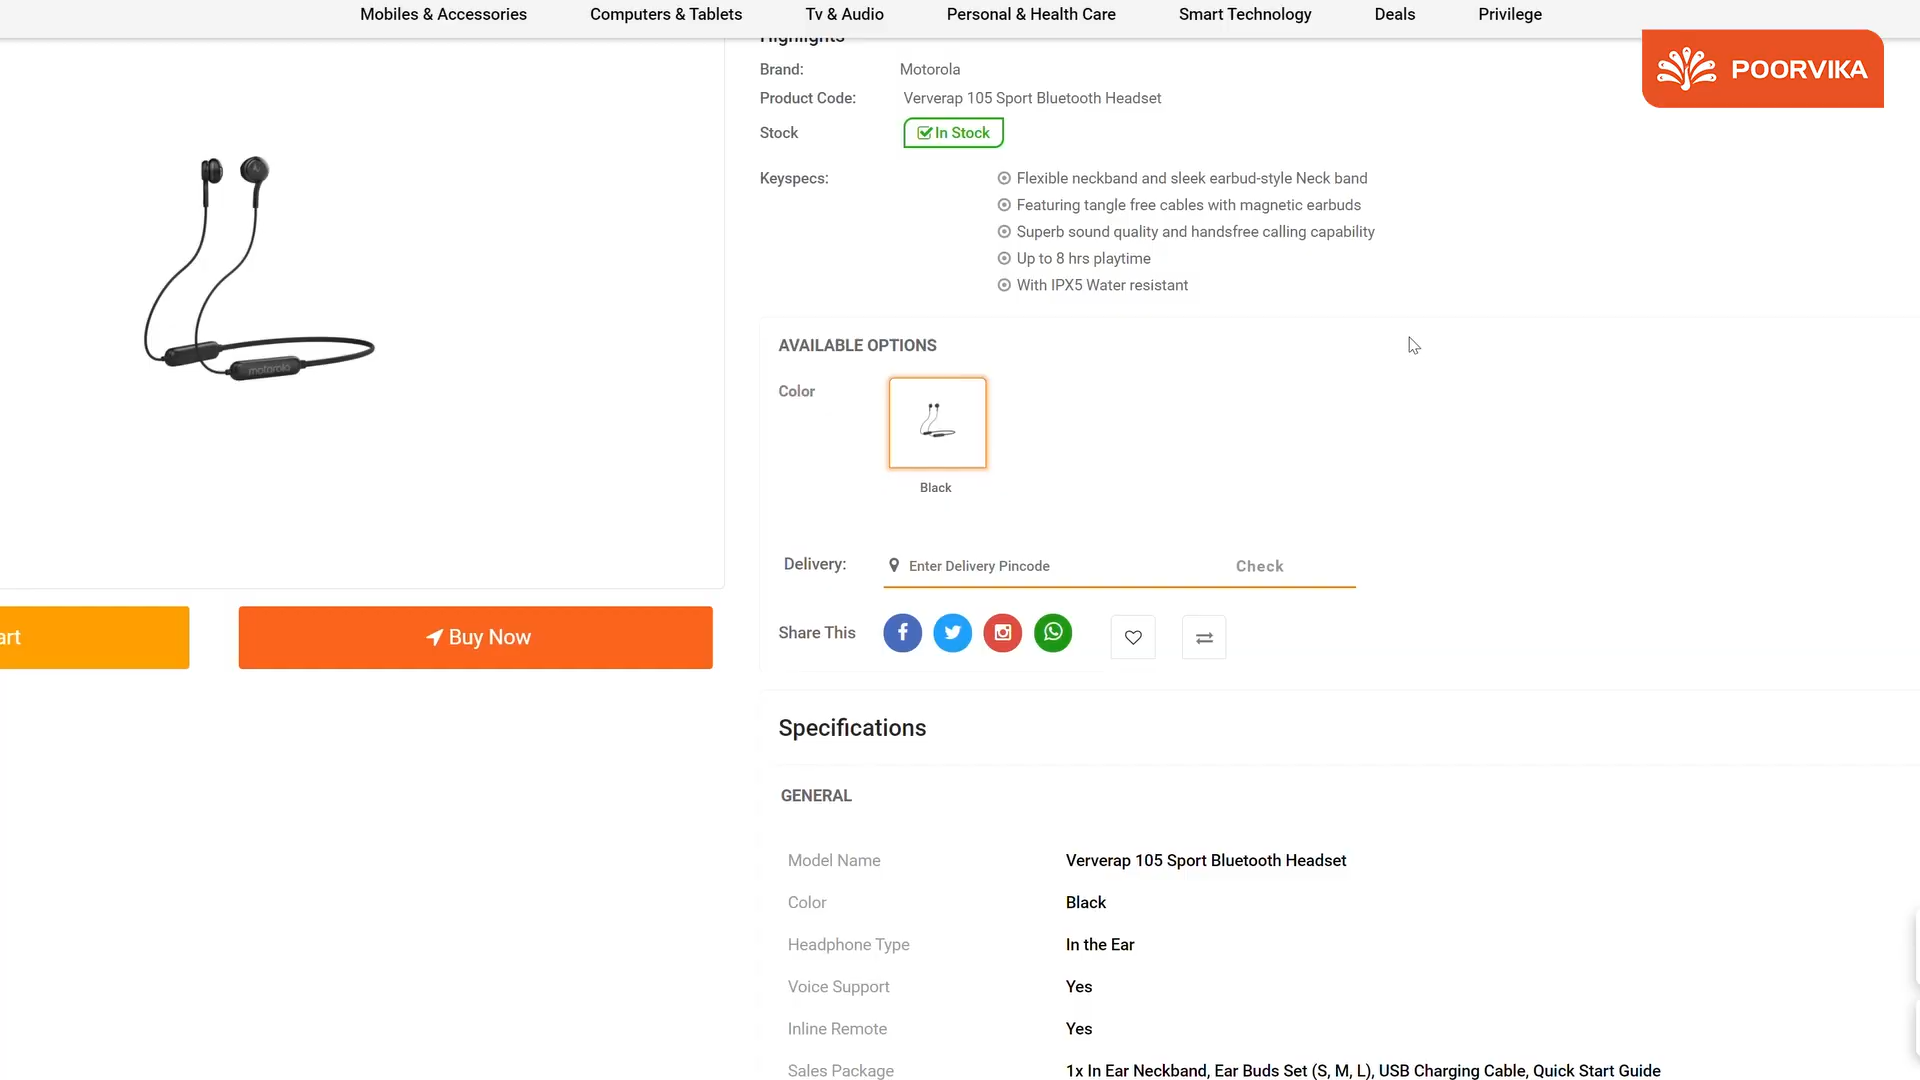 Mobiles & Accessories
Computers & Tablets
Tv & Audio
Personal & Health Care
Smart Technology
Deals
Privilege
POORVIKA
Highlights
Brand: Motorola
Product Code: Ververap 105 Sport Bluetooth Headset
Stock In Stock
Keyspecs: Flexible neckband and sleek earbud-style Neck band
Featuring tangle free cables with magnetic earbuds
Superb sound quality and handsfree calling capability
Up to 8 hrs playtime
With IPX5 Water resistant
motorola
AVAILABLE OPTIONS
Color
Black
Delivery: Enter Delivery Pincode Check
art
Buy Now
Share This
Specifications
GENERAL
Model Name Ververap 105 Sport Bluetooth Headset
Color Black
Headphone Type In the Ear
Voice Support Yes
Inline Remote Yes
Sales Package 1x In Ear Neckband, Ear Buds Set (S, M, L), USB Charging Cable, Quick Start Guide